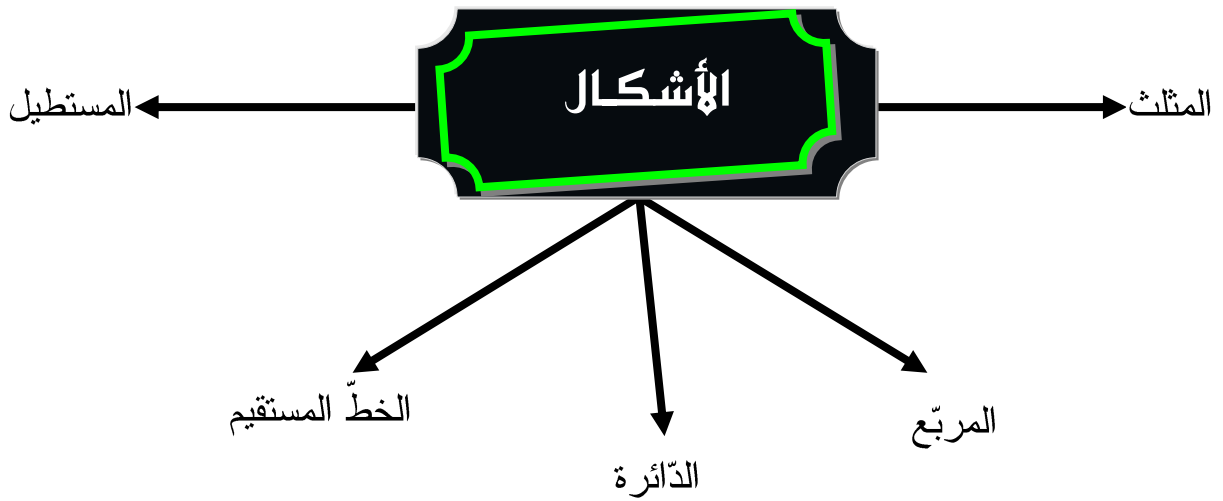 الأشكال
المثلث
المستطيل
المربّع
الخطّ المستقيم
الدّائرة